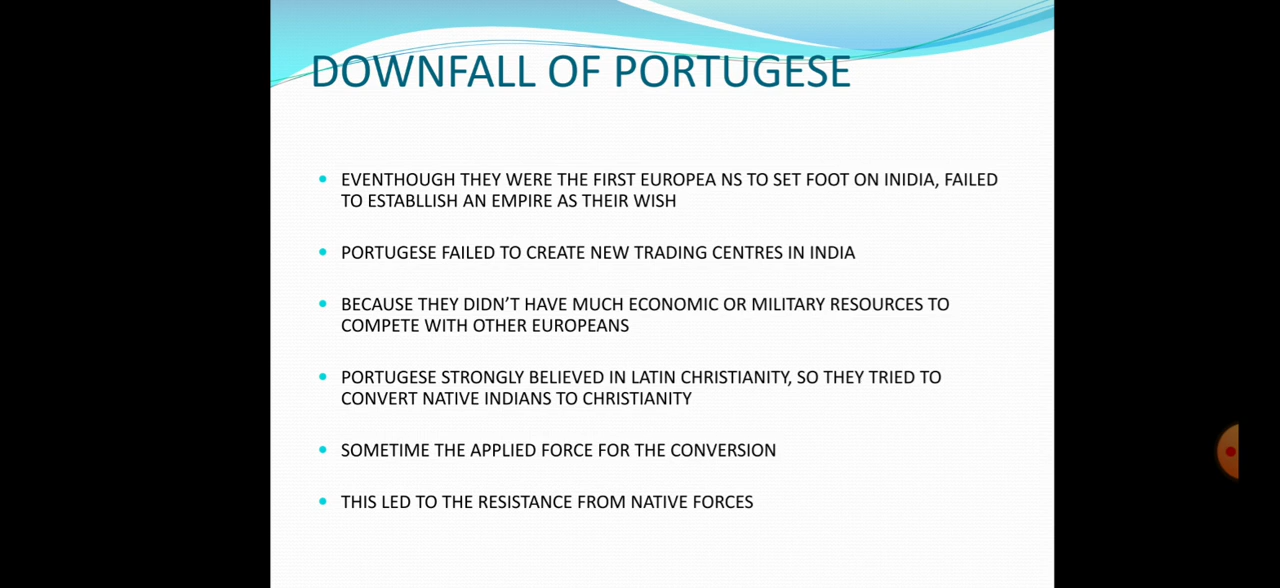 DOWNFALL OF PORTUGESE
EVENTHOUGH THEY WERE THE FIRST EUROPEA NS TO SET FOOT ON INIDIA, FAILED
TO ESTABLLISH AN EMPIRE AS THEIR WISH
PORTUGESE FAILED TO CREATE NEW TRADING CENTRES IN INDIA
BECAUSE THEY DIDN'T HAVE MUCH ECONOMIC OR MILITARY RESOURCES TO
COMPETE WITH OTHER EUROPEANS
PORTUGESE STRONGLY BELIEVED IN LATIN CHRISTIANITY, SO THEY TRIED TO
CONVERT NATIVE INDIANS TO CHRISTIANITY
SOMETIME THE APPLIED FORCE FOR THE CONVERSION
THIS LED TO THE RESISTANCE FROM NATIVE FORCES